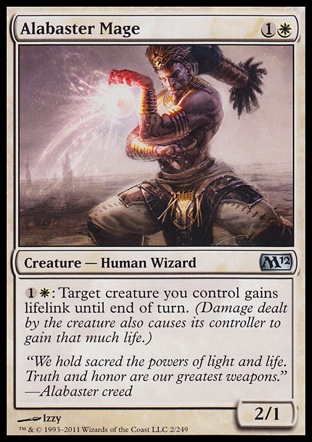 Alabaster Mage 1
Creature — Human Wizard M12
1 : Target creature you control gains
lifelink until end of turn. (Damage dealt
by the creature also causes its controller to
gain that much life.)
“We hold sacred the powers of light and life.
Truth and honor are our greatest weapons.”
—Alabaster creed
Izzy
™ & © 1993–2011 Wizards of the Coast LLC 2/249
2/1